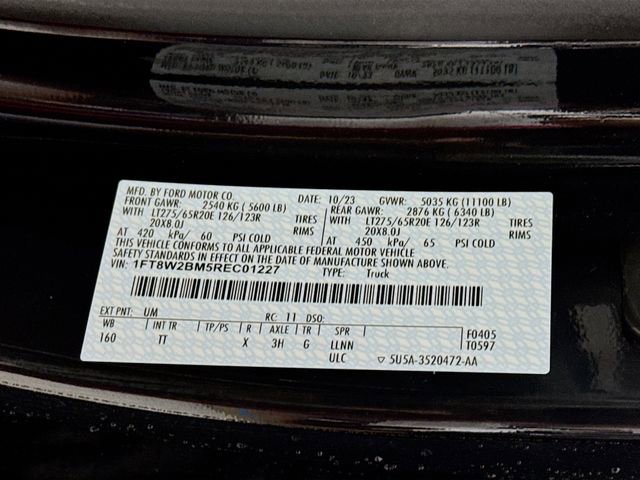 MFD. BY FORD MOTOR CO. DATE: 10/23 GVWR: 5035 KG (11100 LB)
FRONT GAWR: 2540 KG ( 5600 LB) REAR GAWR: 2876 KG ( 6340 LB)
WITH LT275/65R20E 126/123R TIRES WITH LT275/65R20E 126/123R TIRES
20X8.0J RIMS 20X8.0J RIMS
AT 420 kPa/ 60 PSI COLD AT 450 kPa/ 65 PSI COLD
CONFORMS TO ALL APPLICABLE FEDERAL MOTOR VEHICLE
SAFETY STANDARDS IN EFFECT ON THE DATE OF MANUFACTURE SHOWN ABOVE.
VIN: 1FT8W2BM5REC01227 TYPE: Truck
EXT PNT: UM RC: 11 DSO:
WB INT TR TP/PS R AXLE TR SPR F0405
160 TT X 3H G LLNN T0597
ULC ▽ 5U5A-3520472-AA